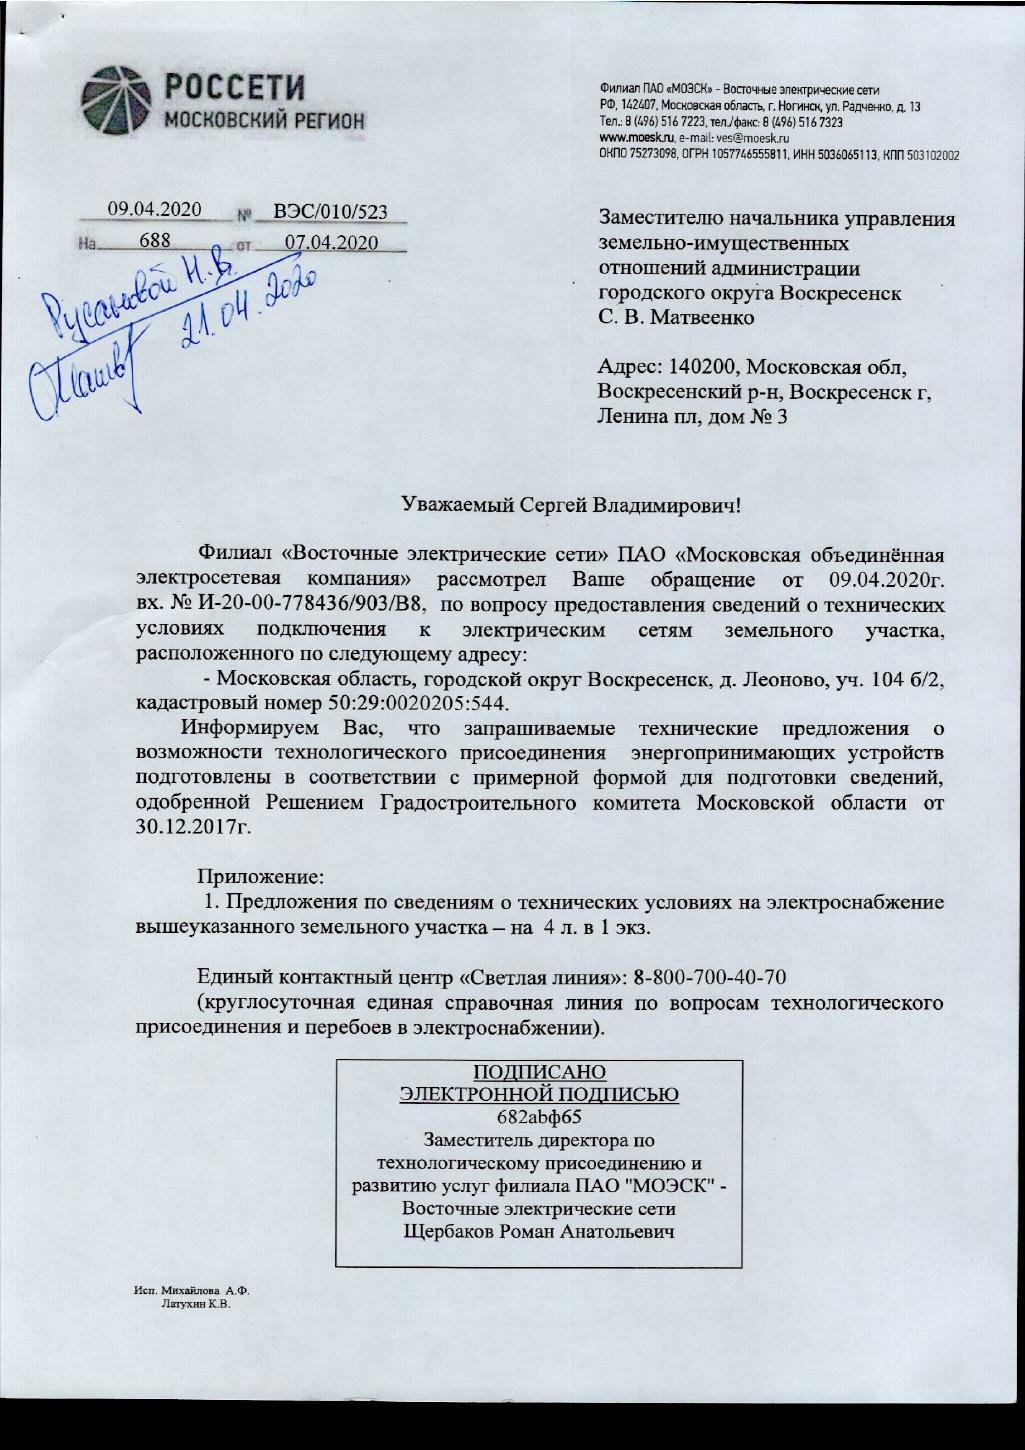 РОССЕТИ
МОСКОВСКИЙ РЕГИОН
Филиал ПАО «МОЭСК» - Восточные электрические сети
РФ, 142407, Московская область, г. Ногинск, ул. Радченко, д. 13
Тел.: 8 (496) 516 7223, тел./факс: 8 (496) 516 7323
www.moesk.ru, e-mail: ves@moesk.ru
ОКПО 75273098, ОГРН 1057746555811, ИНН 5036065113, КПП 503102002
09.04.2020 № ВЭС/010/523
На 688 от 07.04.2020
Русановой Н.В.
21.04.2020
Заместителю начальника управления
земельно-имущественных
отношений администрации
городского округа Воскресенск
С. В. Матвеенко
Адрес: 140200, Московская обл,
Воскресенский р-н, Воскресенск г,
Ленина пл, дом № 3
Уважаемый Сергей Владимирович!
Филиал «Восточные электрические сети» ПАО «Московская объединённая
электросетевая компания» рассмотрел Ваше обращение от 09.04.2020г.
вх. № И-20-00-778436/903/В8, по вопросу предоставления сведений о технических
условиях подключения к электрическим сетям земельного участка,
расположенного по следующему адресу:
- Московская область, городской округ Воскресенск, д. Леоново, уч. 104 б/2,
кадастровый номер 50:29:0020205:544.
Информируем Вас, что запрашиваемые технические предложения о
возможности технологического присоединения энергопринимающих устройств
подготовлены в соответствии с примерной формой для подготовки сведений,
одобренной Решением Градостроительного комитета Московской области от
30.12.2017г.
Приложение:
1. Предложения по сведениям о технических условиях на электроснабжение
вышеуказанного земельного участка – на 4 л. в 1 экз.
Единый контактный центр «Светлая линия»: 8-800-700-40-70
(круглосуточная единая справочная линия по вопросам технологического
присоединения и перебоев в электроснабжении).
ПОДПИСАНО
ЭЛЕКТРОННОЙ ПОДПИСЬЮ
682abф65
Заместитель директора по
технологическому присоединению и
развитию услуг филиала ПАО "МОЭСК" -
Восточные электрические сети
Щербаков Роман Анатольевич
Исп. Михайлова А.Ф.
Латухин К.В.